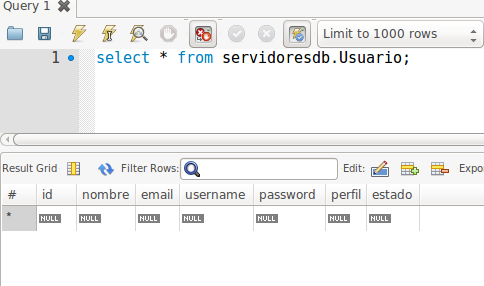 Query 1
Limit to 1000 rows
1 select * from servidoresdb.Usuario;
Result Grid Filter Rows: Edit: Expo
# id nombre email username password perfil estado
* NULL NULL NULL NULL NULL NULL NULL